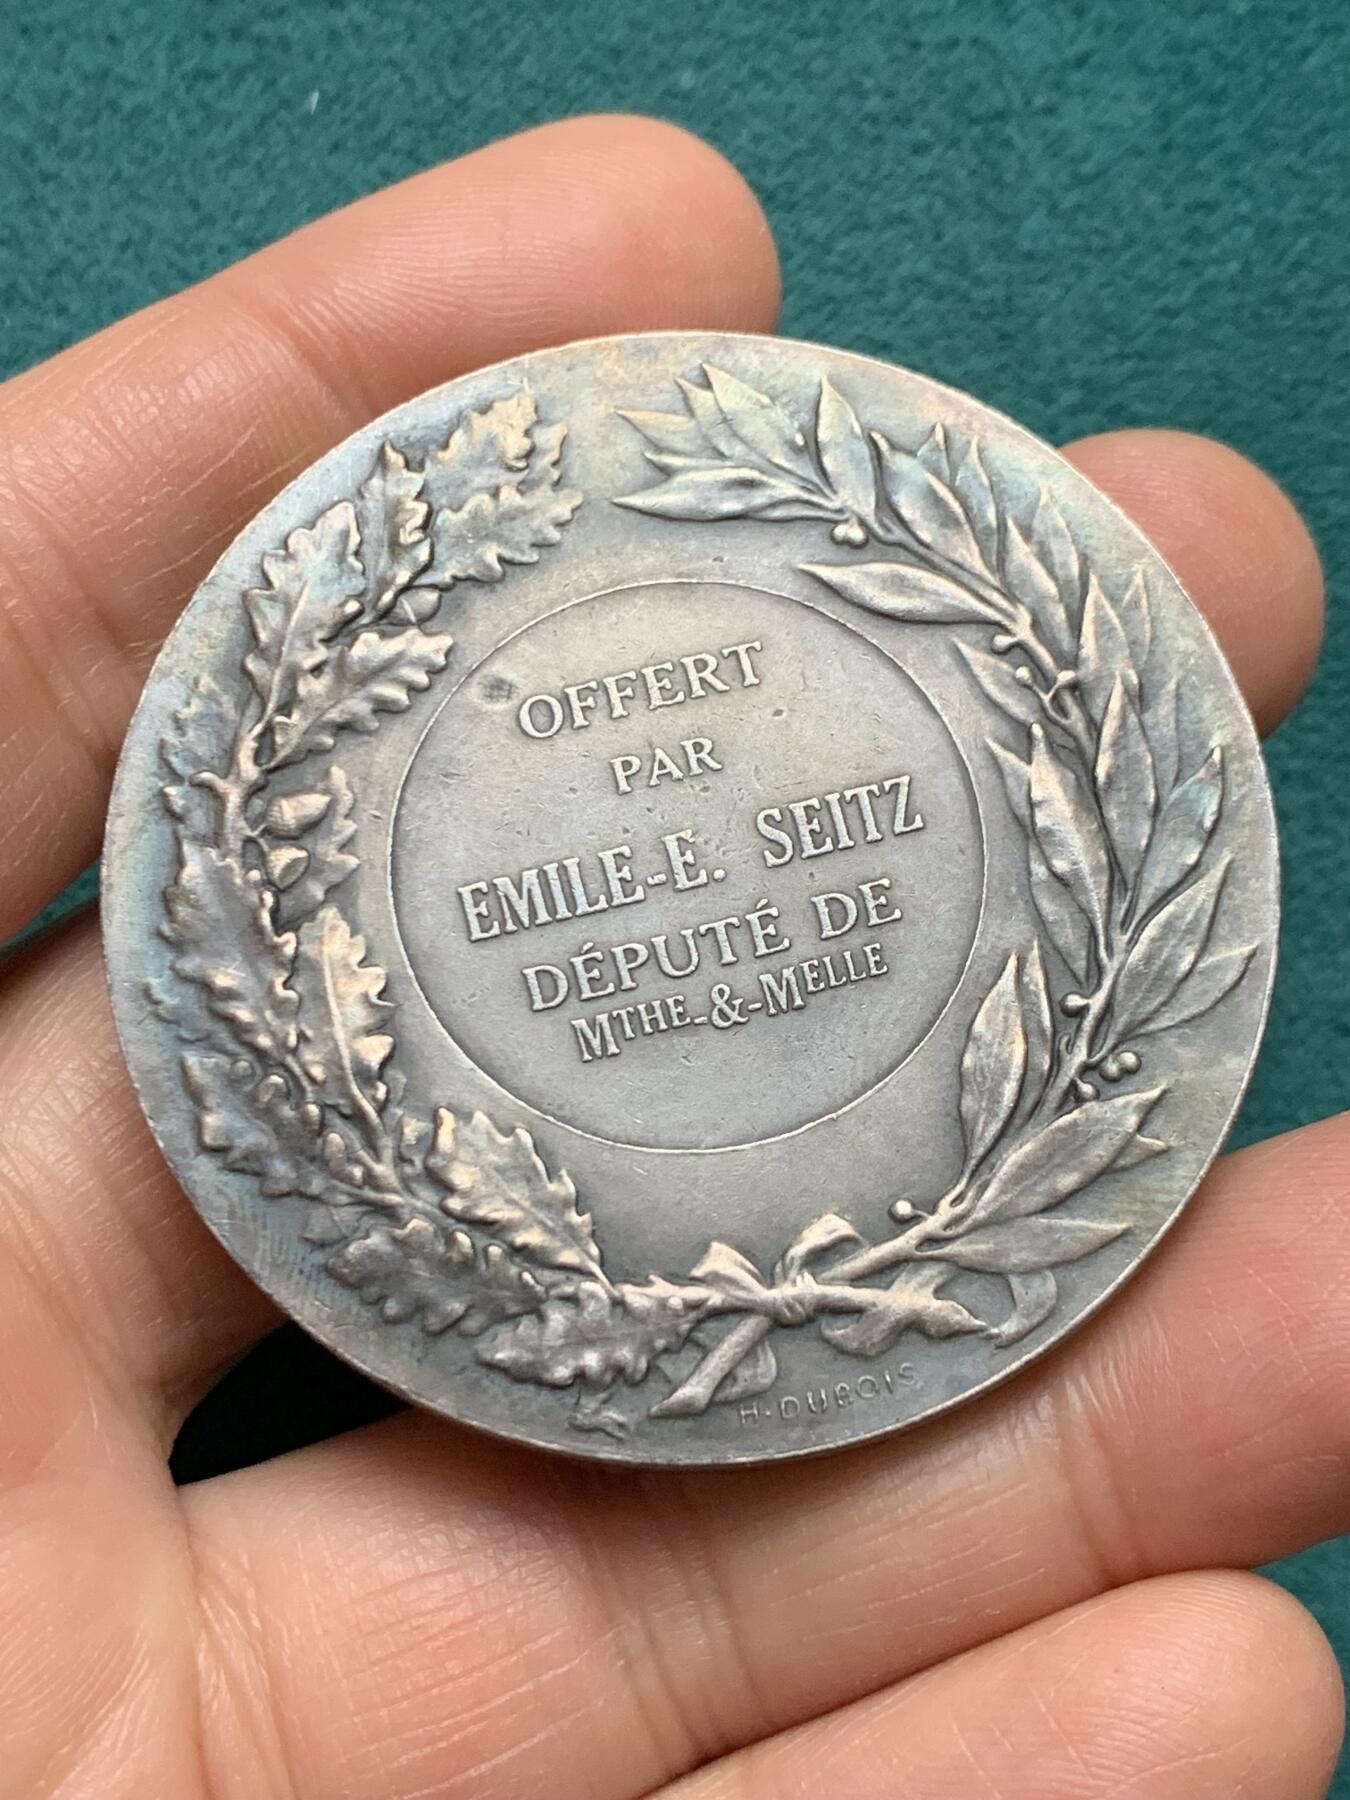 OFFERT
PAR
EMILE-E. SEITZ
DÉPUTÉ DE
MTHE-&-MELLE
H·DUBOIS